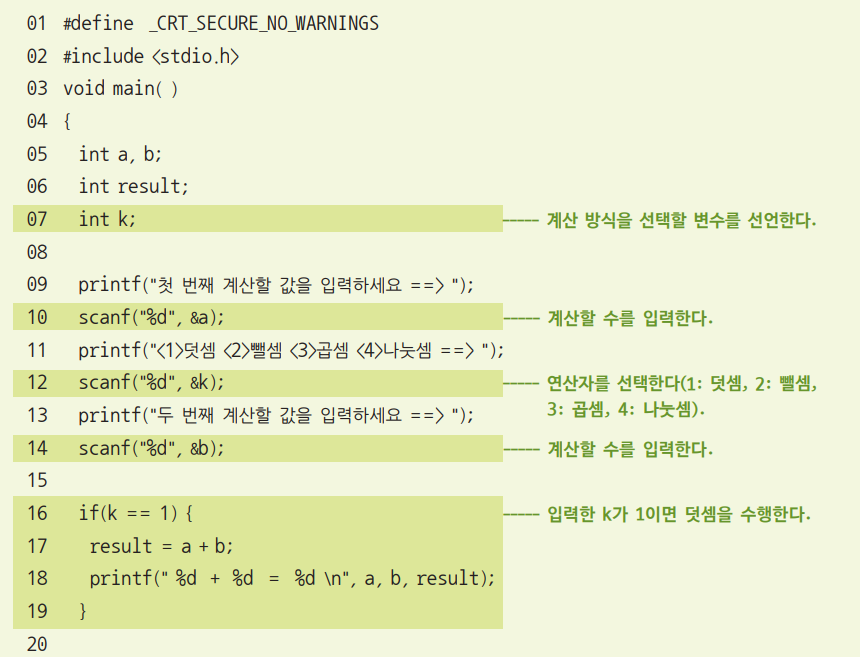 01 #define _CRT_SECURE_NO_WARNINGS
02 #include <stdio.h>
03 void main( )
04 {
05 int a, b;
06 int result;
07 int k; ----- 계산 방식을 선택할 변수를 선언한다.
08
09 printf("첫 번째 계산할 값을 입력하세요 ==> ");
10 scanf("%d", &a); ----- 계산할 수를 입력한다.
11 printf("<1>덧셈 <2>뺄셈 <3>곱셈 <4>나눗셈 ==> ");
12 scanf("%d", &k); ----- 연산자를 선택한다(1: 덧셈, 2: 뺄셈,
3: 곱셈, 4: 나눗셈).
13 printf("두 번째 계산할 값을 입력하세요 ==> ");
14 scanf("%d", &b); ----- 계산할 수를 입력한다.
15
16 if(k == 1) { ----- 입력한 k가 1이면 덧셈을 수행한다.
17 result = a + b;
18 printf(" %d + %d = %d \n", a, b, result);
19 }
20